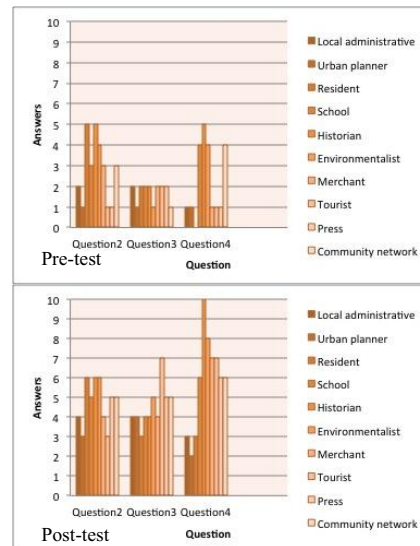 10
9
8
7
6
5
4
3
2
1
0
Answers
Question2 Question3 Question4
Question
Pre-test
Local administrative
Urban planner
Resident
School
Historian
Environmentalist
Merchant
Tourist
Press
Community network
10
9
8
7
6
5
4
3
2
1
0
Answers
Question2 Question3 Question4
Question
Post-test
Local administrative
Urban planner
Resident
School
Historian
Environmentalist
Merchant
Tourist
Press
Community network